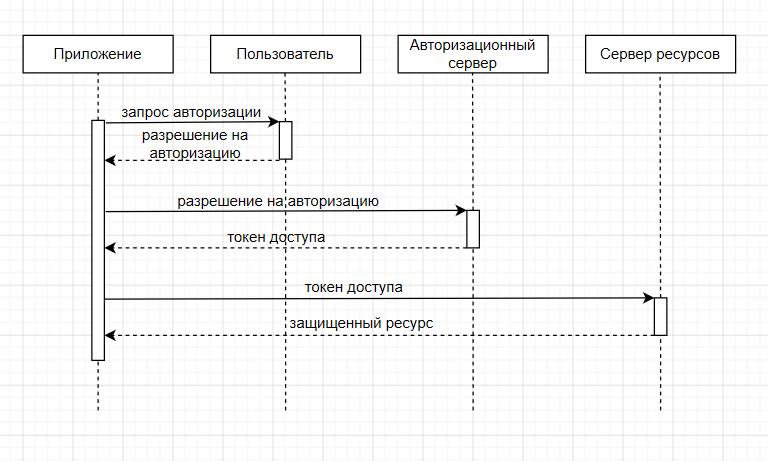 Приложение
Пользователь
Авторизационный
сервер
Сервер ресурсов
запрос авторизации
разрешение на
авторизацию
разрешение на авторизацию
токен доступа
токен доступа
защищенный ресурс